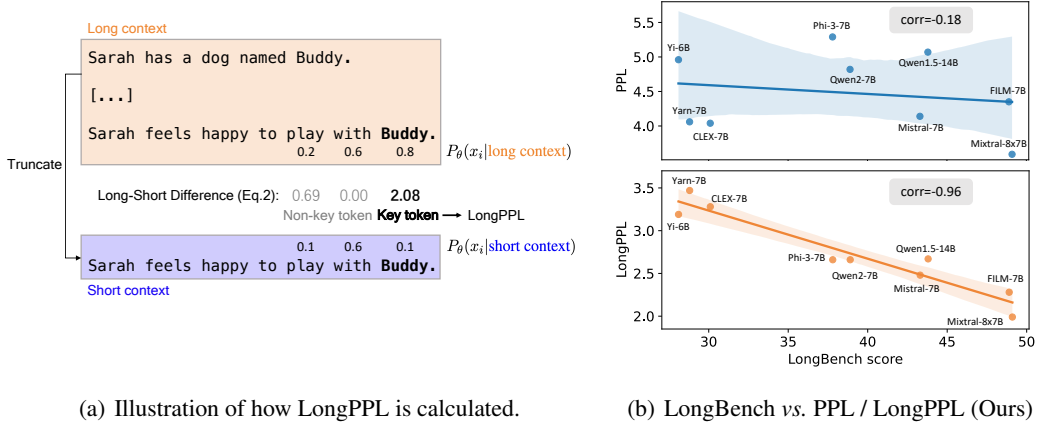 Long context
Sarah has a dog named Buddy.
[...]
Sarah feels happy to play with Buddy.
0.2 0.6 0.8
P_θ(x_i|long context)
Truncate
Long-Short Difference (Eq.2): 0.69 0.00 2.08
Non-key token Key token → LongPPL
0.1 0.6 0.1
P_θ(x_i|short context)
Sarah feels happy to play with Buddy.
Short context
(a) Illustration of how LongPPL is calculated.
corr=-0.18
PPL
5.5
5.0
4.5
4.0
Yi-6B
Phi-3-7B
Qwen2-7B
Qwen1.5-14B
FILM-7B
Yarn-7B
CLEX-7B
Mistral-7B
Mixtral-8x7B
corr=-0.96
LongPPL
3.5
3.0
2.5
2.0
Yarn-7B
CLEX-7B
Yi-6B
Phi-3-7B
Qwen2-7B
Qwen1.5-14B
Mistral-7B
FILM-7B
Mixtral-8x7B
30 35 40 45 50
LongBench score
(b) LongBench vs. PPL / LongPPL (Ours)